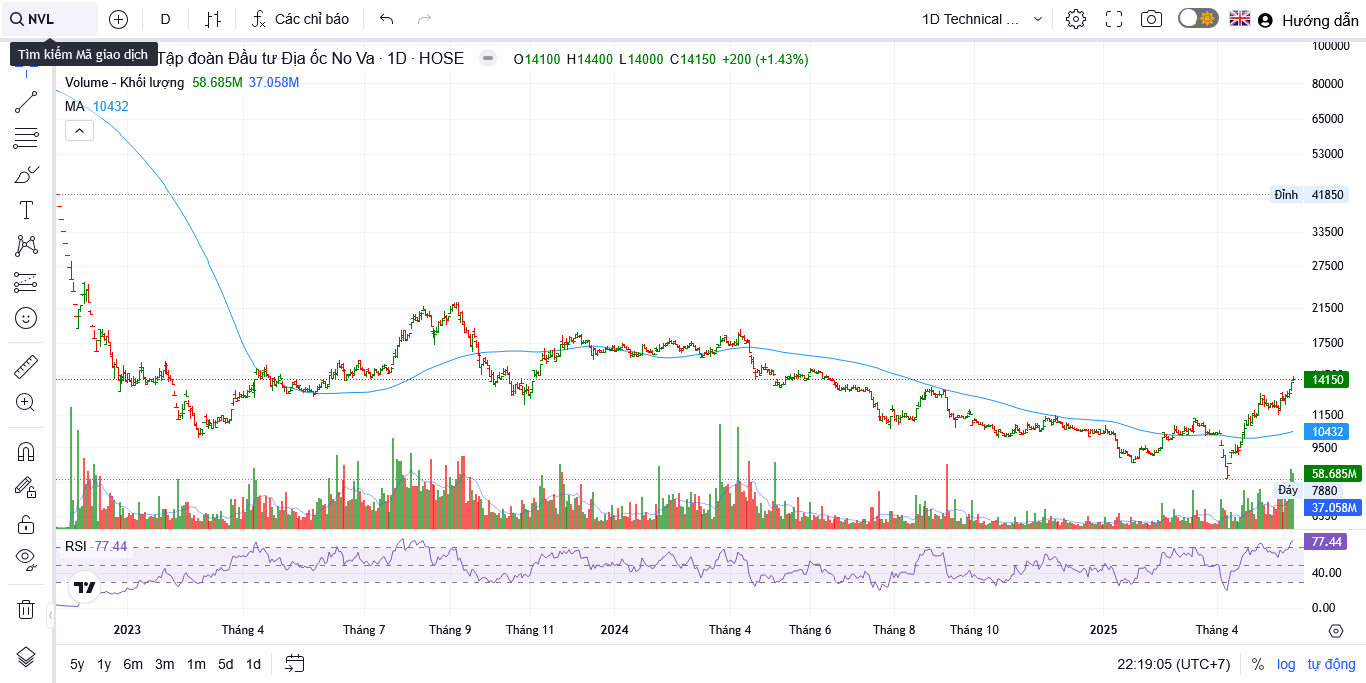 NVL
D
Các chỉ báo
1D Technical ...
Hướng dẫn
Tìm kiếm Mã giao dịch
Tập đoàn Đầu tư Địa ốc No Va · 1D · HOSE
O14100 H14400 L14000 C14150 +200 (+1.43%)
Volume - Khối lượng 58.685M 37.058M
MA 10432
100000
80000
65000
53000
Đỉnh 41850
33500
27500
21500
17500
14150
11500
10432
9500
58.685M
Đáy 7880
37.058M
RSI 77.44
77.44
40.00
0.00
2023 Tháng 4 Tháng 7 Tháng 9 Tháng 11 2024 Tháng 4 Tháng 6 Tháng 8 Tháng 10 2025 Tháng 4
5y 1y 6m 3m 1m 5d 1d
22:19:05 (UTC+7) % log tự động